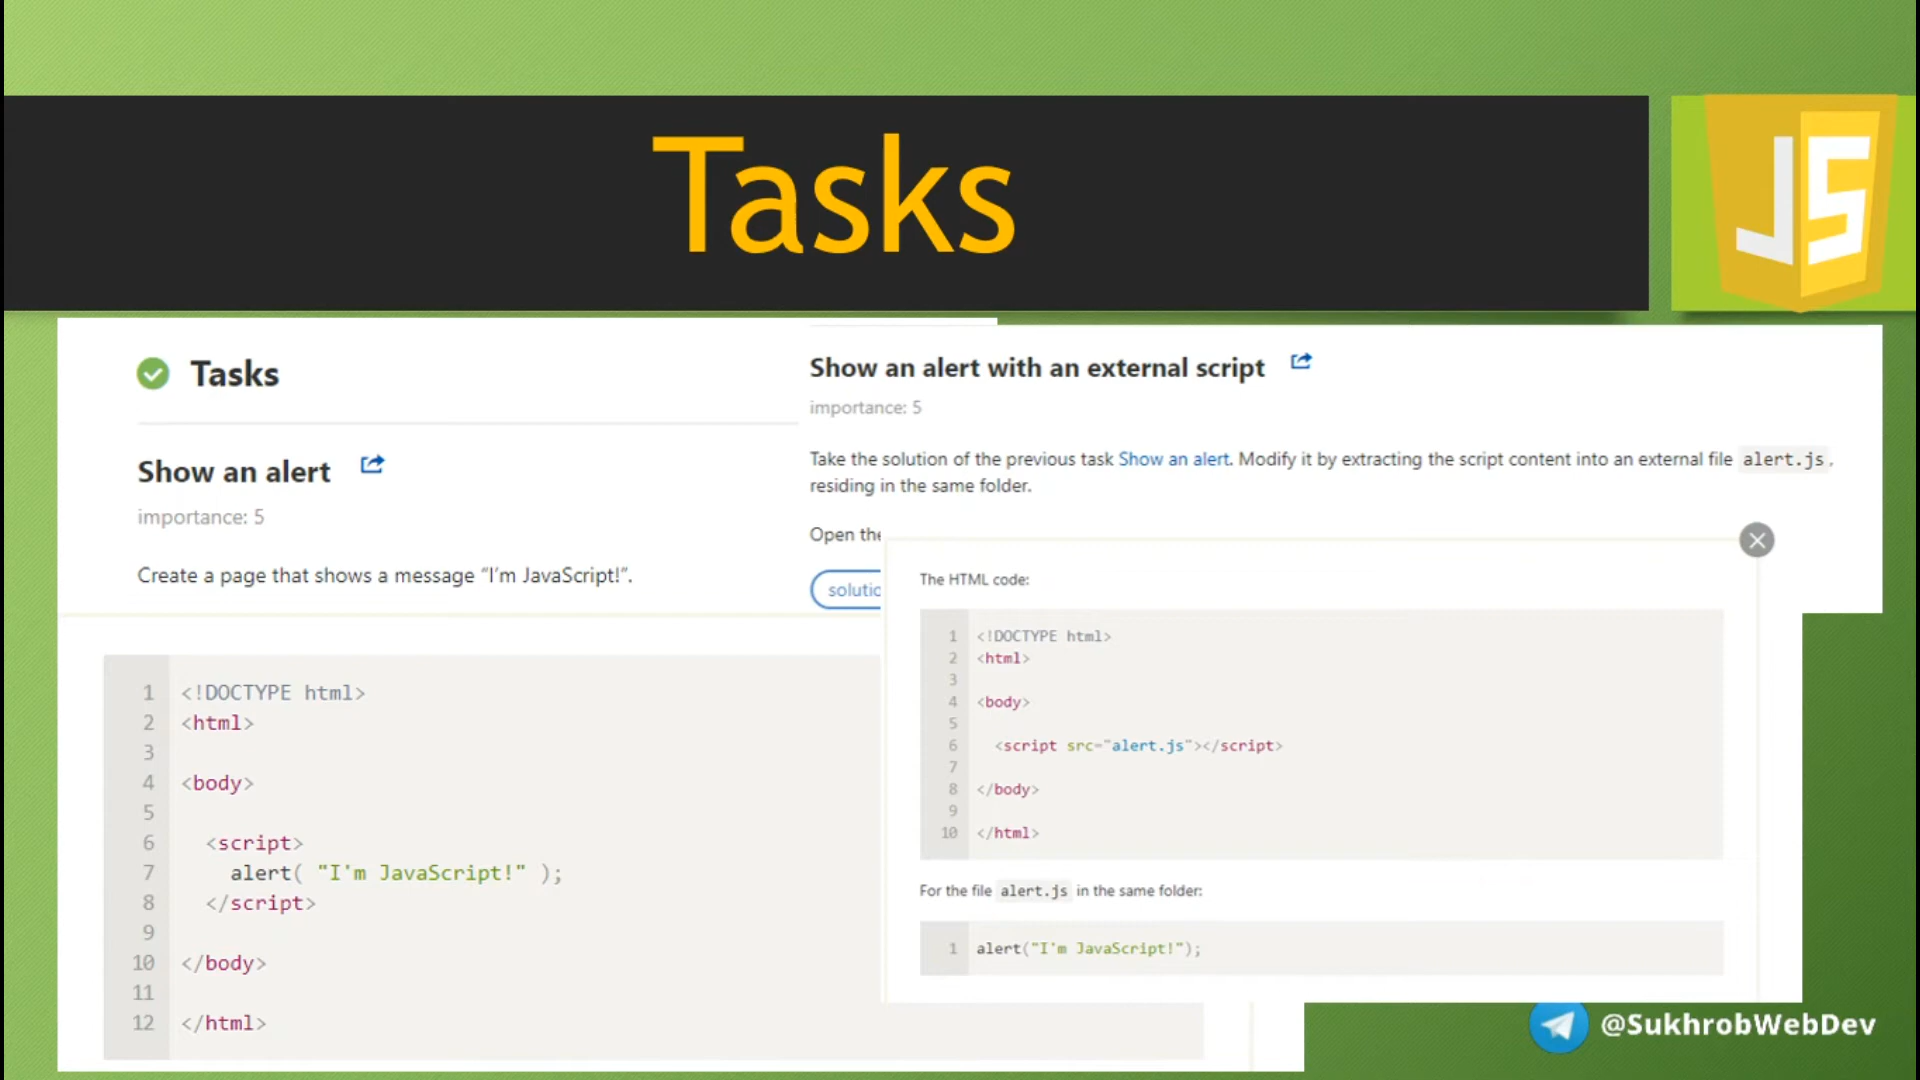 Tasks
JS
Tasks
Show an alert
importance: 5
Create a page that shows a message “I’m JavaScript!”.
1 <!DOCTYPE html>
2 <html>
3
4 <body>
5
6 <script>
7 alert( "I'm JavaScript!" );
8 </script>
9
10 </body>
11
12 </html>
Show an alert with an external script
importance: 5
Take the solution of the previous task Show an alert. Modify it by extracting the script content into an external file alert.js,
residing in the same folder.
Open the
The HTML code:
1 <!DOCTYPE html>
2 <html>
3
4 <body>
5
6 <script src="alert.js"></script>
7
8 </body>
9
10 </html>
For the file alert.js in the same folder:
1 alert("I'm JavaScript!");
@SukhrobWebDev